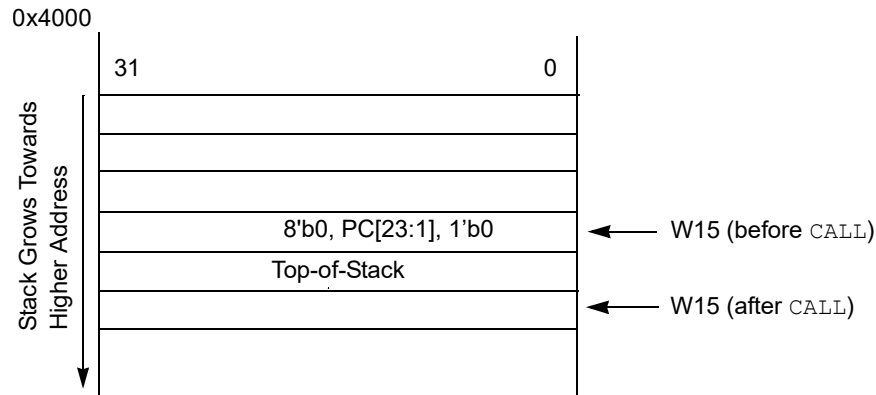 0x4000
31 0
Stack Grows Towards
Higher Address
8'b0, PC[23:1], 1’b0
W15 (before CALL)
Top-of-Stack
W15 (after CALL)